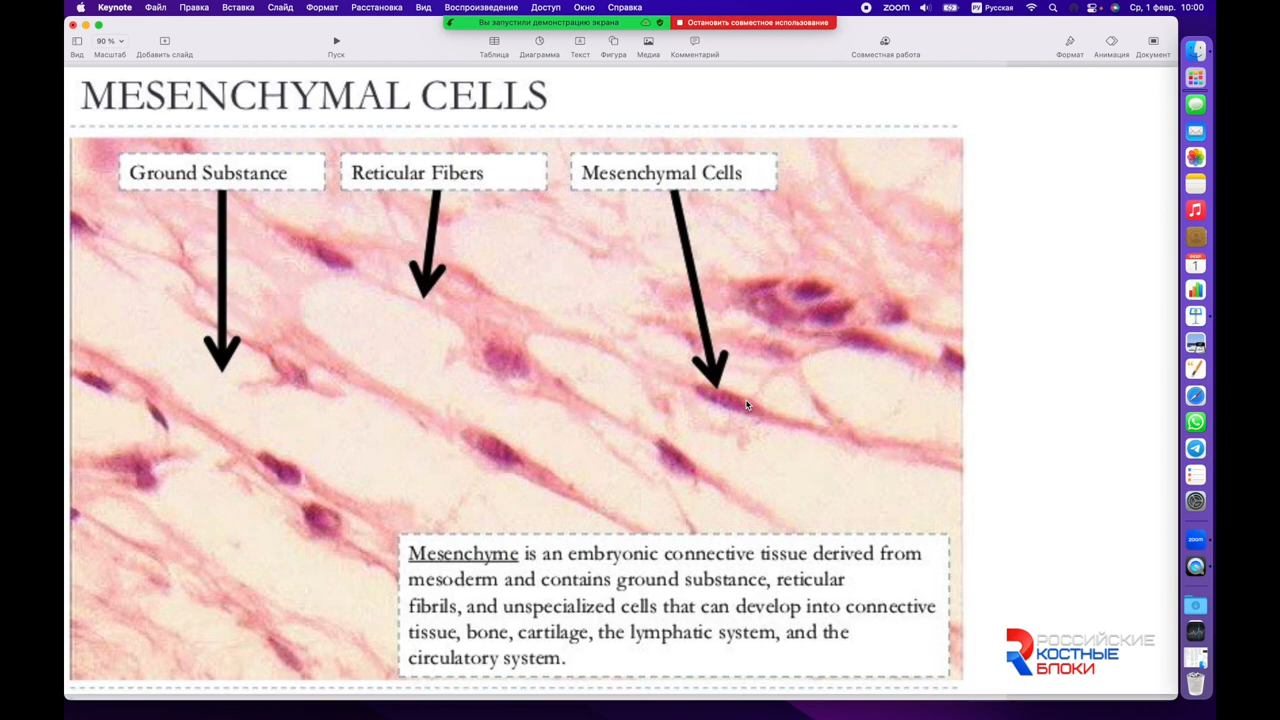 Keynote Файл Правка Вставка Слайд Формат Расстановка Вид Воспроизведение Доступ Окно Справка
zoom РУ Русская Ср, 1 февр. 10:00
Вы запустили демонстрацию экрана Остановить совместное использование
90 %
Вид Масштаб Добавить слайд Пуск Таблица Диаграмма Текст Фигура Медиа Комментарий Совместная работа Формат Анимация Документ
MESENCHYMAL CELLS
Ground Substance
Reticular Fibers
Mesenchymal Cells
Mesenchyme is an embryonic connective tissue derived from
mesoderm and contains ground substance, reticular
fibrils, and unspecialized cells that can develop into connective
tissue, bone, cartilage, the lymphatic system, and the
circulatory system.
РОССИЙСКИЕ
КОСТНЫЕ
БЛОКИ
1
zoom